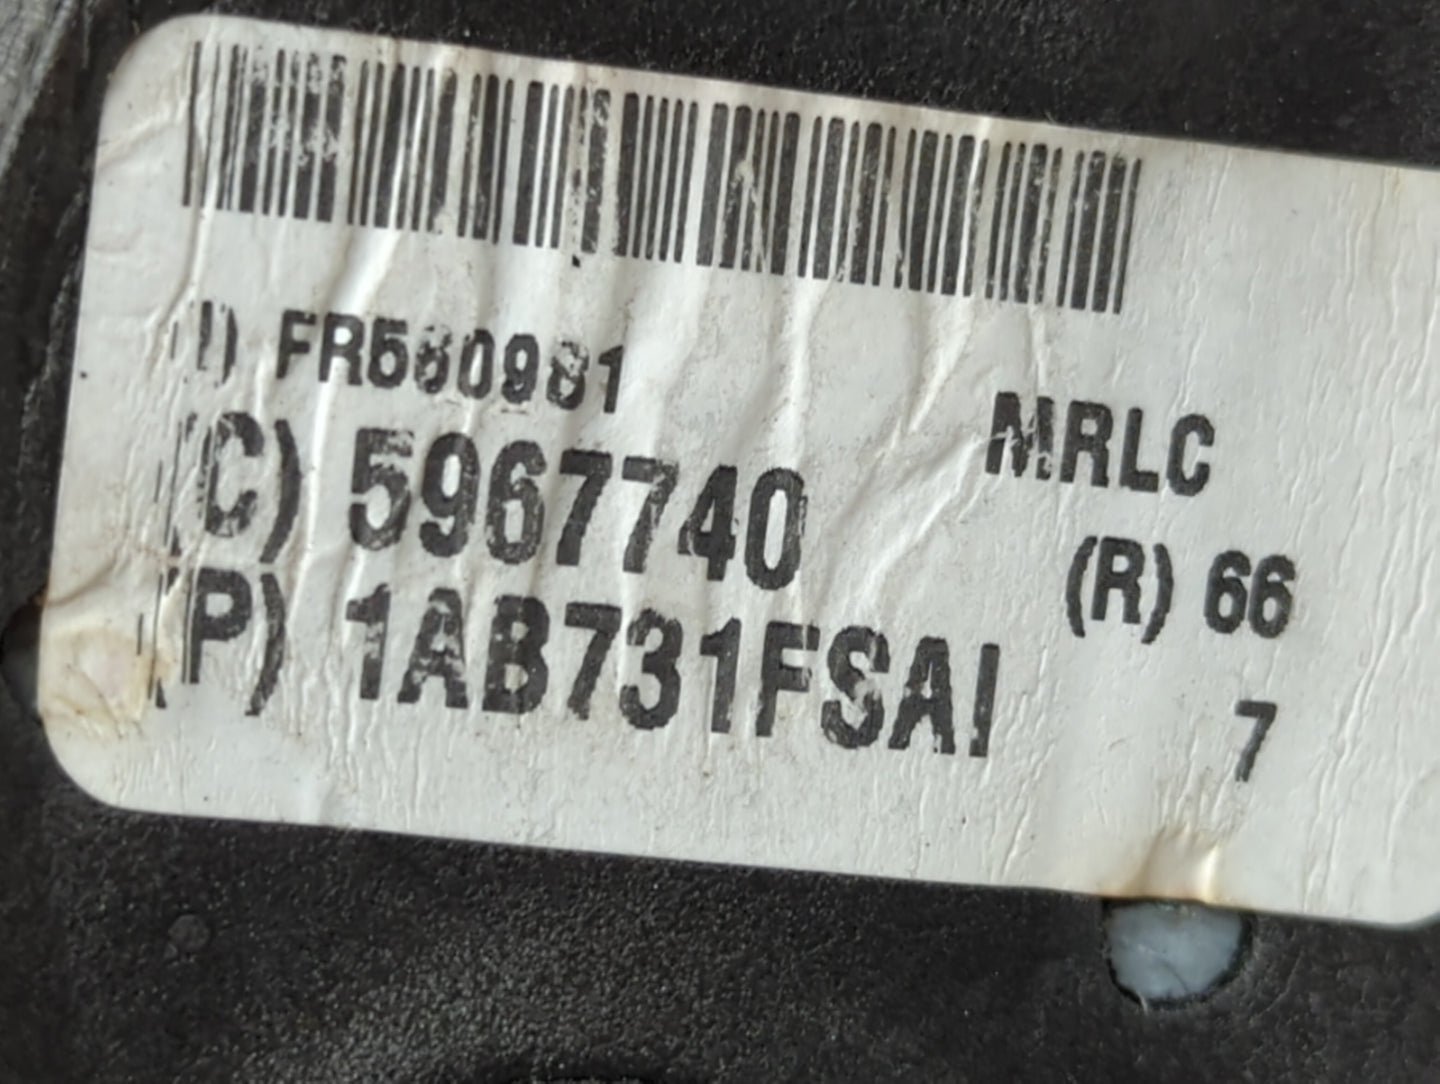 (I) FR580981
MRLC
(C) 5967740
(R) 66
(P) 1AB731FSAI
7